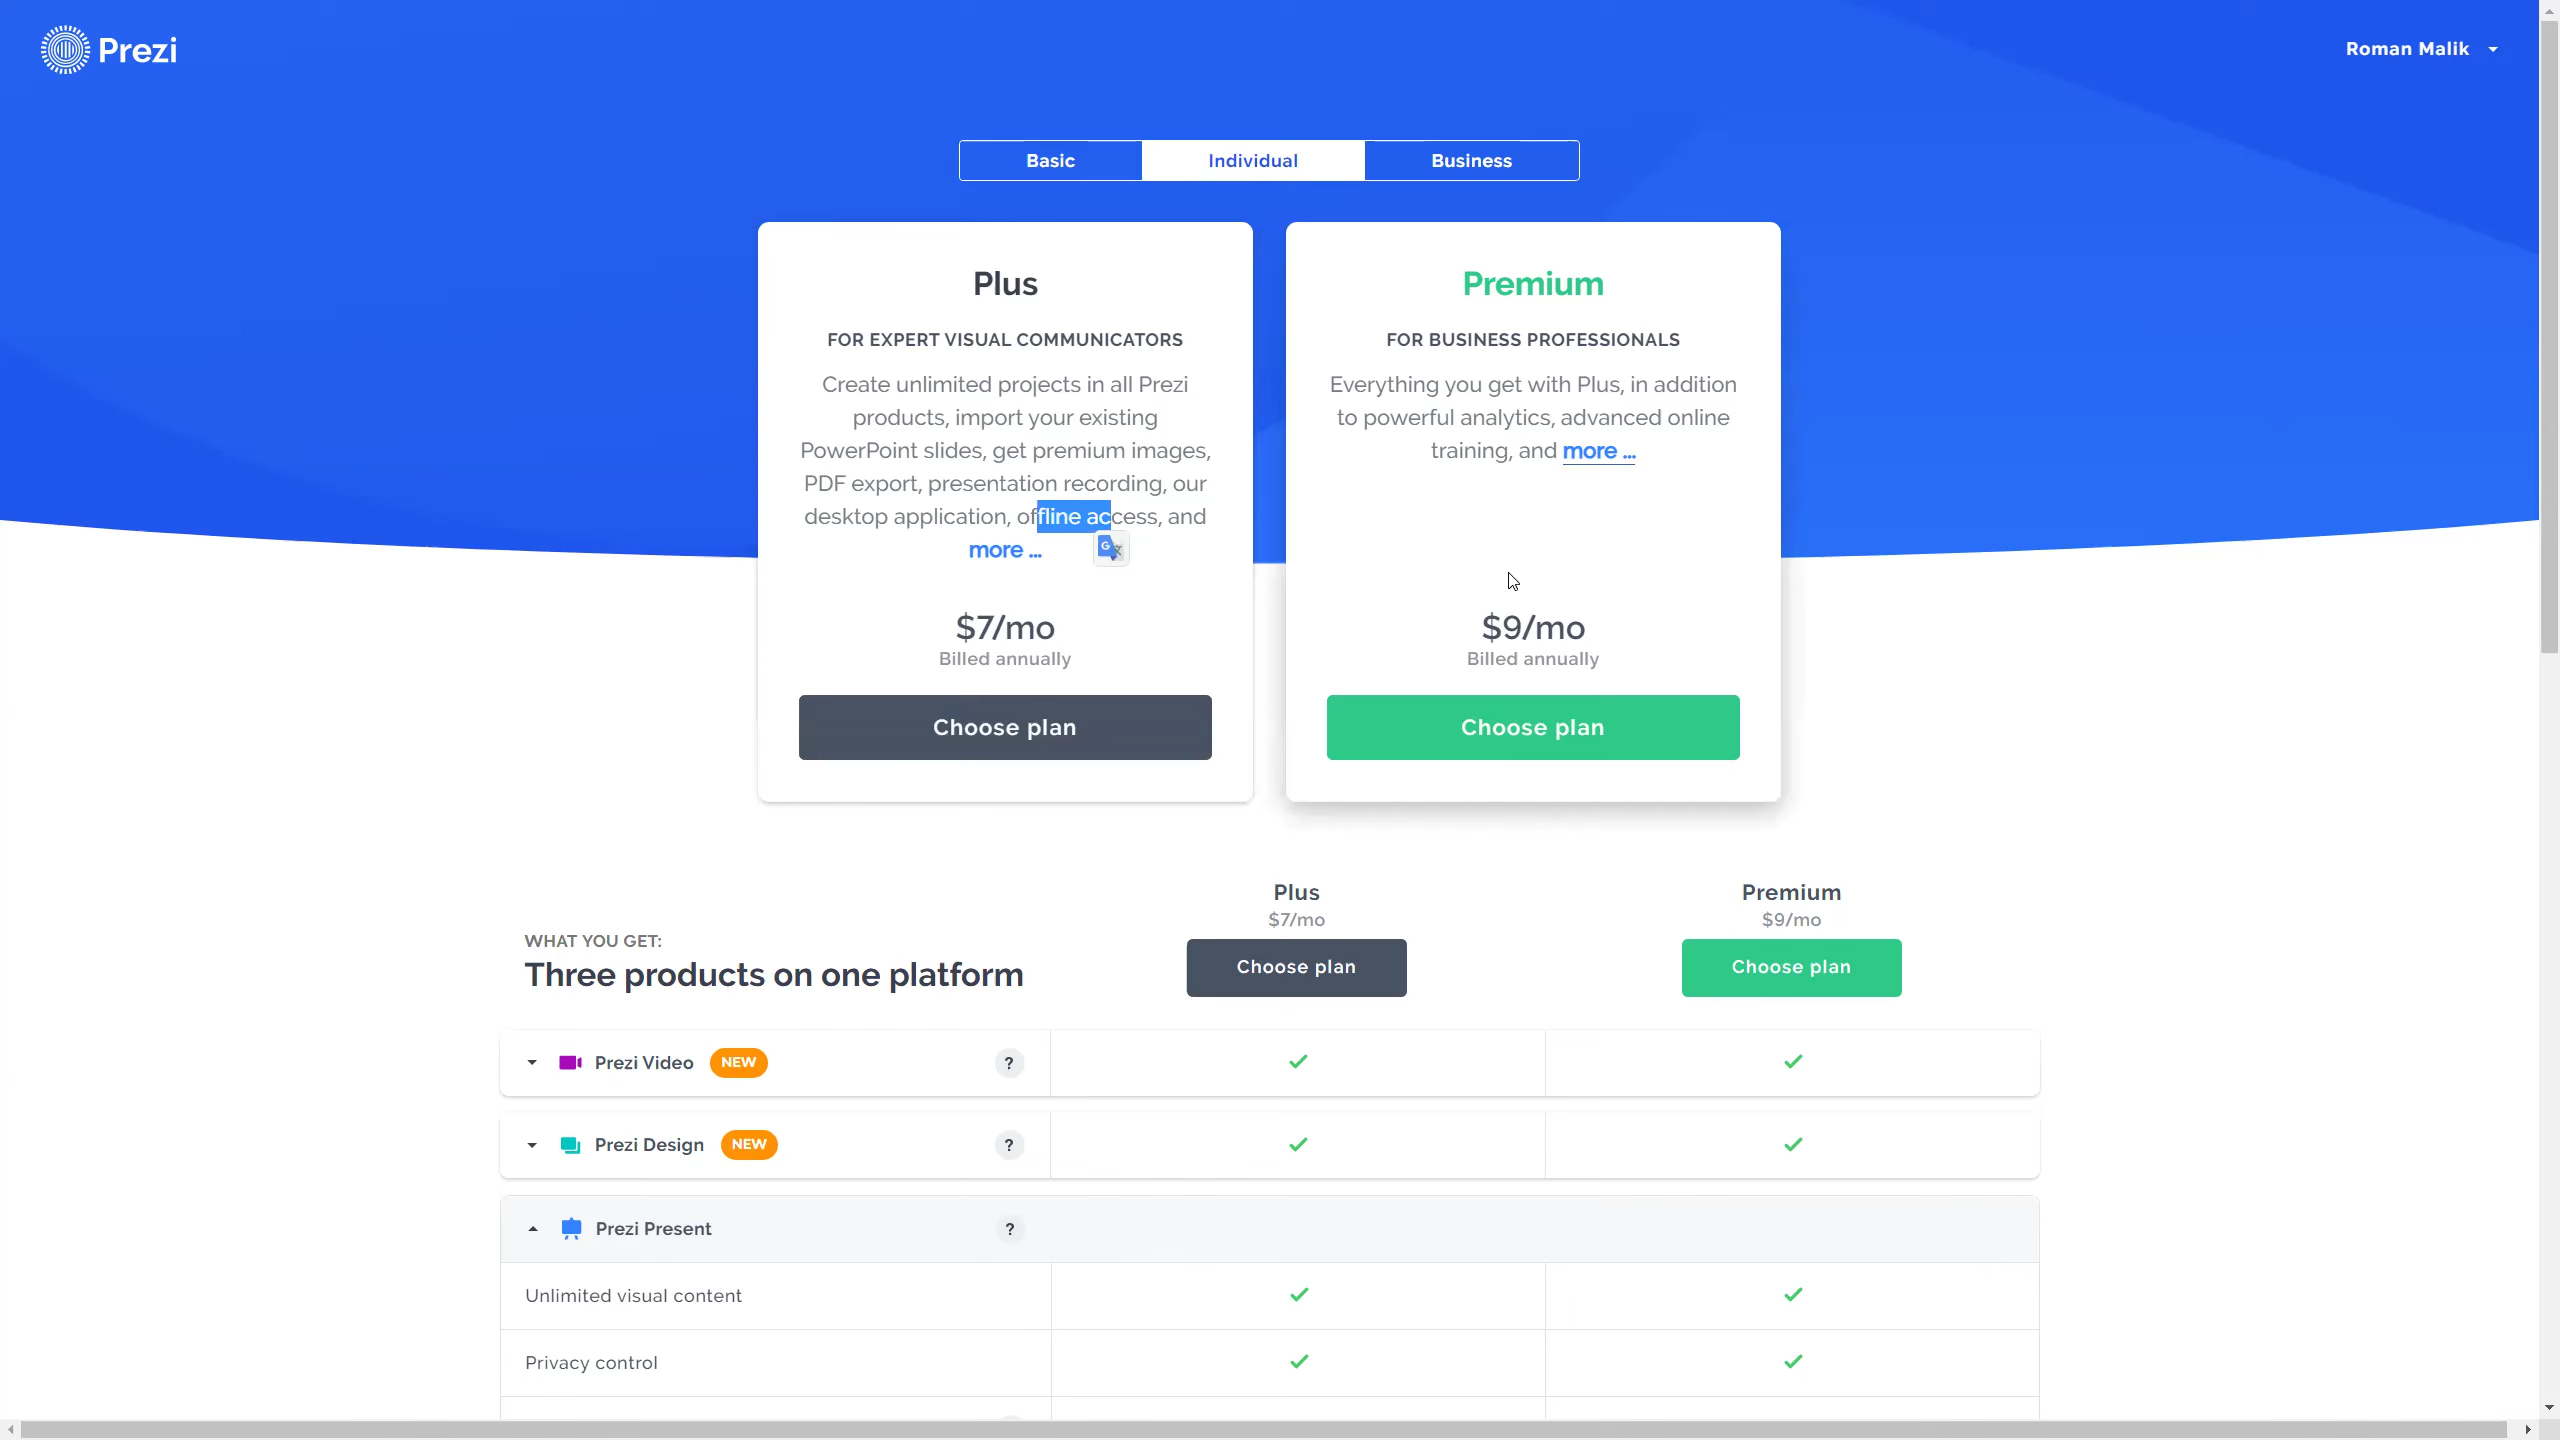 Prezi
Roman Malik
Basic
Individual
Business
Plus
FOR EXPERT VISUAL COMMUNICATORS
Create unlimited projects in all Prezi
products, import your existing
PowerPoint slides, get premium images,
PDF export, presentation recording, our
desktop application, offline access, and
more ...
$7/mo
Billed annually
Choose plan
Premium
FOR BUSINESS PROFESSIONALS
Everything you get with Plus, in addition
to powerful analytics, advanced online
training, and more ...
$9/mo
Billed annually
Choose plan
WHAT YOU GET:
Three products on one platform
Plus
$7/mo
Choose plan
Premium
$9/mo
Choose plan
Prezi Video NEW ?
Prezi Design NEW ?
Prezi Present ?
Unlimited visual content
Privacy control